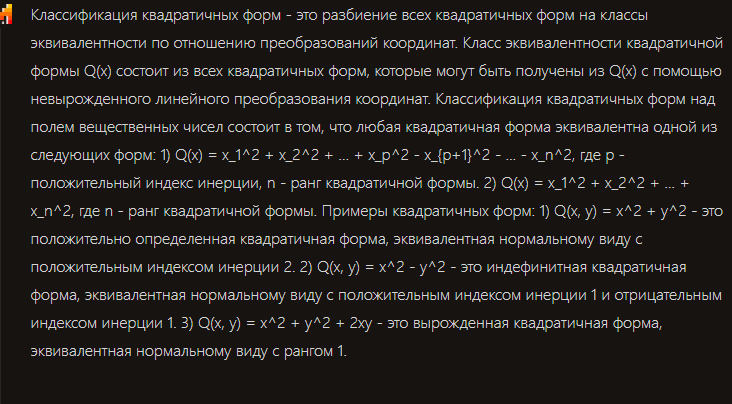 Классификация квадратичных форм - это разбиение всех квадратичных форм на классы
эквивалентности по отношению преобразований координат. Класс эквивалентности квадратичной
формы Q(x) состоит из всех квадратичных форм, которые могут быть получены из Q(x) с помощью
невырожденного линейного преобразования координат. Классификация квадратичных форм над
полем вещественных чисел состоит в том, что любая квадратичная форма эквивалентна одной из
следующих форм: 1) Q(x) = x_1^2 + x_2^2 + ... + x_p^2 - x_{p+1}^2 - ... - x_n^2, где p -
положительный индекс инерции, n - ранг квадратичной формы. 2) Q(x) = x_1^2 + x_2^2 + ... +
x_n^2, где n - ранг квадратичной формы. Примеры квадратичных форм: 1) Q(x, y) = x^2 + y^2 - это
положительно определенная квадратичная форма, эквивалентная нормальному виду с
положительным индексом инерции 2. 2) Q(x, y) = x^2 - y^2 - это индефинитная квадратичная
форма, эквивалентная нормальному виду с положительным индексом инерции 1 и отрицательным
индексом инерции 1. 3) Q(x, y) = x^2 + y^2 + 2xy - это вырожденная квадратичная форма,
эквивалентная нормальному виду с рангом 1.